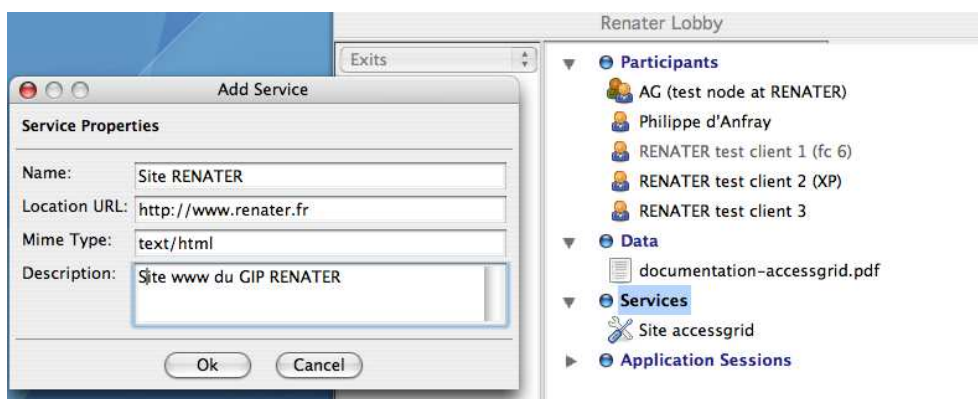 Renater Lobby
Exits
Add Service
Service Properties
Name:
Site RENATER
Location URL:
http://www.renater.fr
Mime Type:
text/html
Description:
Site www du GIP RENATER
Ok
Cancel
Participants
AG (test node at RENATER)
Philippe d'Anfray
RENATER test client 1 (fc 6)
RENATER test client 2 (XP)
RENATER test client 3
Data
documentation-accessgrid.pdf
Services
Site accessgrid
Application Sessions